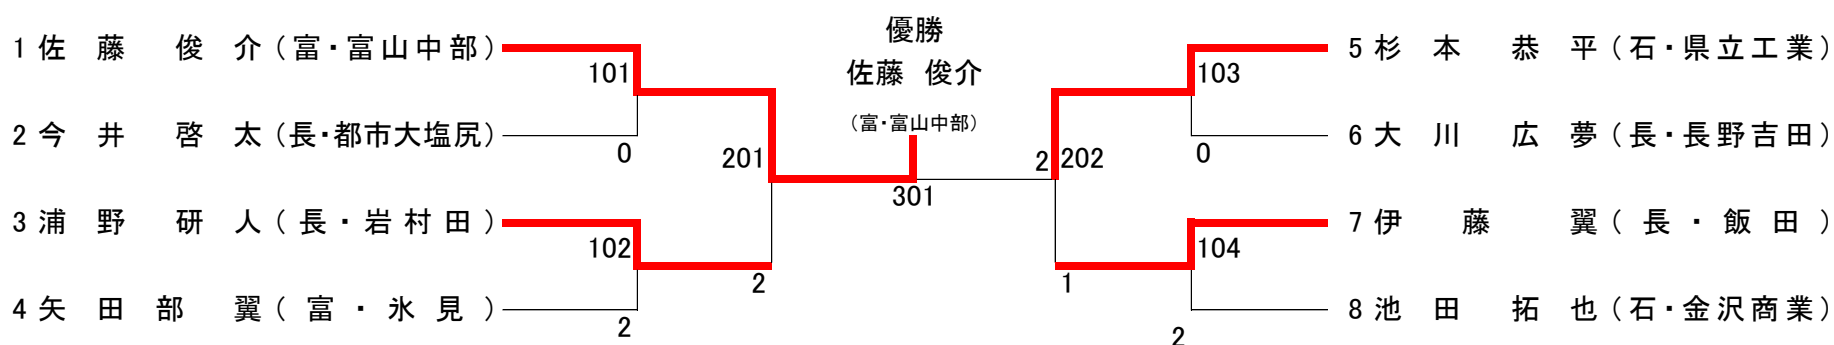 優勝
佐藤 俊介
(富・富山中部)
1 佐藤 俊介(富・富山中部)
101
2 今井 啓太(長・都市大塩尻)
0
201
3 浦野 研人(長・岩村田)
102
2
4 矢田部 翼(富・氷見)
2
301
5 杉本 恭平(石・県立工業)
103
6 大川 広夢(長・長野吉田)
0
2
202
7 伊藤 翼(長・飯田)
104
1
8 池田 拓也(石・金沢商業)
2